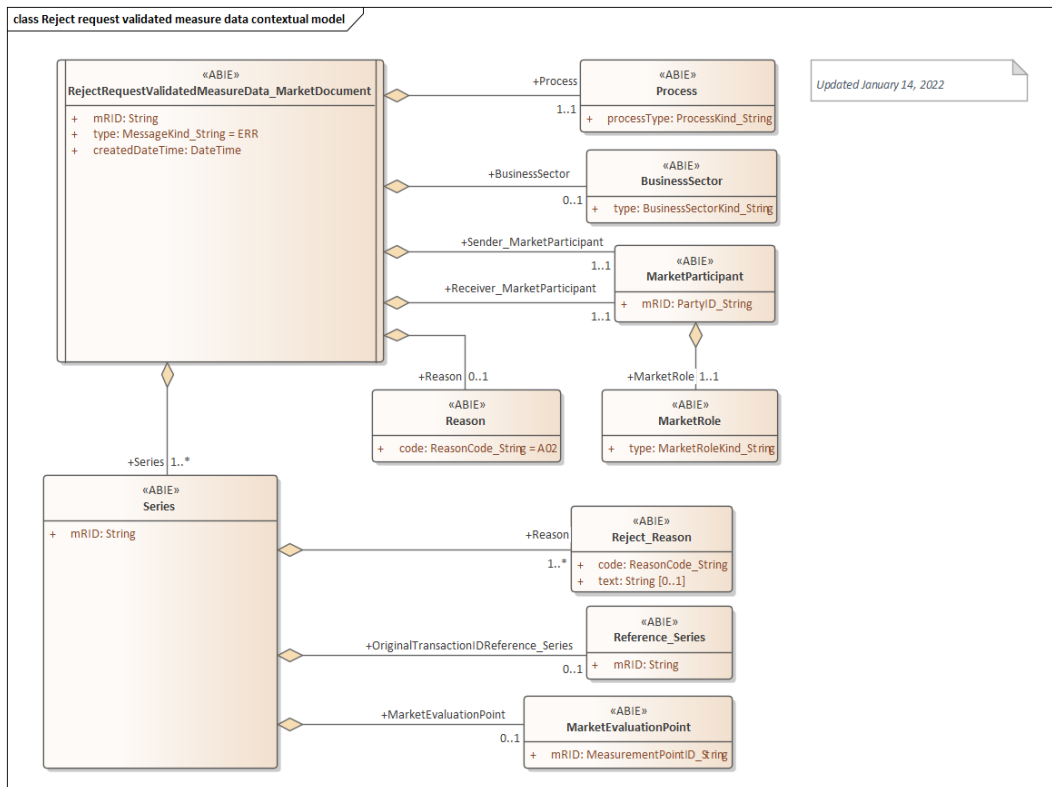 class Reject request validated measure data contextual model
«ABIE»
RejectRequestValidatedMeasureData_MarketDocument
+ mRID: String
+ type: MessageKind_String = ERR
+ createdDateTime: DateTime
+Process
1..1
«ABIE»
Process
+ processType: ProcessKind_String
Updated January 14, 2022
+BusinessSector
0..1
«ABIE»
BusinessSector
+ type: BusinessSectorKind_String
+Sender_MarketParticipant
1..1
+Receiver_MarketParticipant
1..1
«ABIE»
MarketParticipant
+ mRID: PartyID_String
+Reason 0..1
+MarketRole 1..1
«ABIE»
Reason
+ code: ReasonCode_String = A02
«ABIE»
MarketRole
+ type: MarketRoleKind_String
+Series 1..*
«ABIE»
Series
+ mRID: String
+Reason
1..*
«ABIE»
Reject_Reason
+ code: ReasonCode_String
+ text: String [0..1]
+OriginalTransactionIDReference_Series
0..1
«ABIE»
Reference_Series
+ mRID: String
+MarketEvaluationPoint
0..1
«ABIE»
MarketEvaluationPoint
+ mRID: MeasurementPointID_String